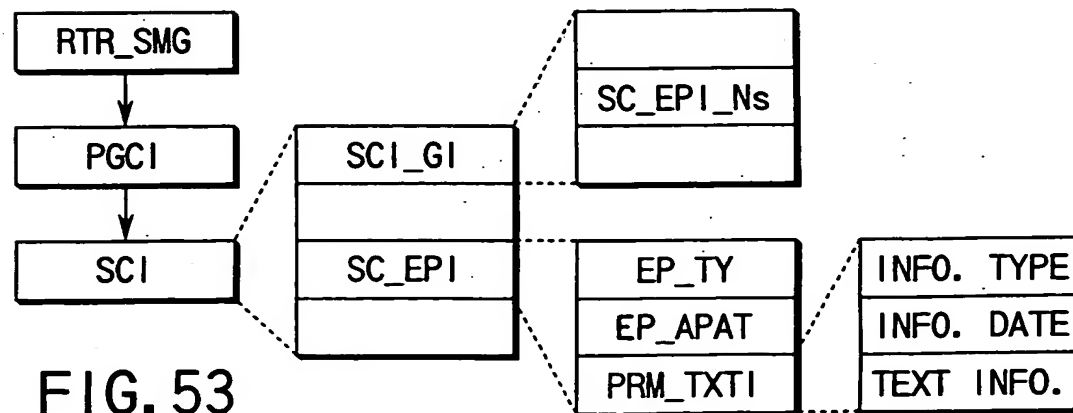 RTR_SMG
PGCI
SCI
SCI_GI
SC_EPI
SC_EPI_Ns
EP_TY
EP_APAT
PRM_TXTI
INFO. TYPE
INFO. DATE
TEXT INFO.
FIG. 53